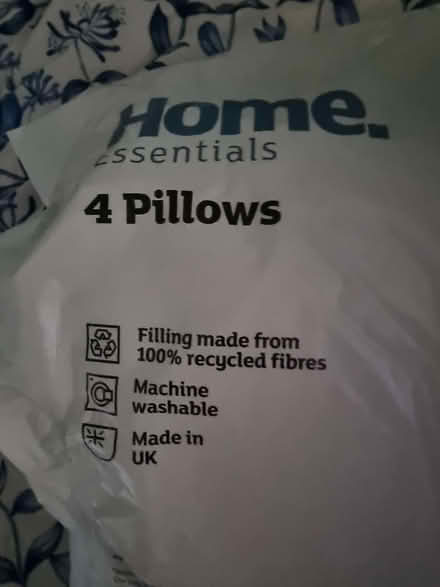 Home.
Essentials
4 Pillows
Filling made from
100% recycled fibres
Machine
washable
Made in
UK